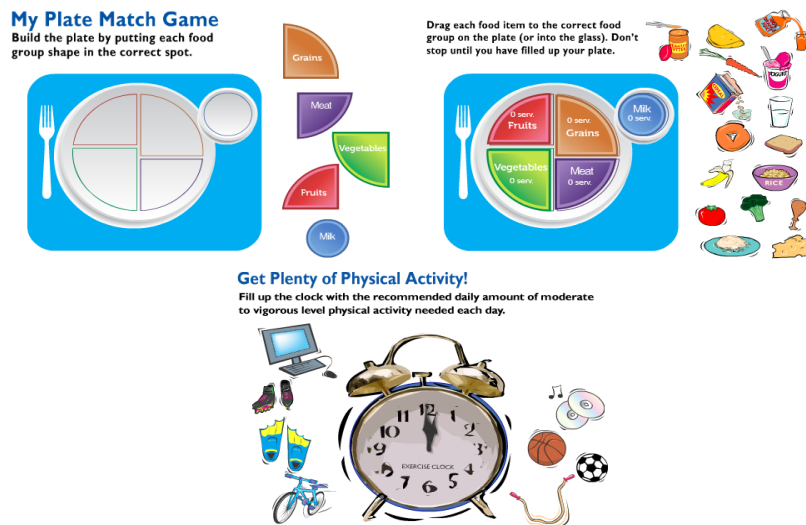 My Plate Match Game
Build the plate by putting each food
group shape in the correct spot.
Grains
Meat
Vegetables
Fruits
Milk
Drag each food item to the correct food
group on the plate (or into the glass). Don't
stop until you have filled up your plate.
0 serv.
Fruits
0 serv.
Grains
Vegetables
0 serv.
Meat
0 serv.
Milk
0 serv.
YOGURT
RICE
Get Plenty of Physical Activity!
Fill up the clock with the recommended daily amount of moderate
to vigorous level physical activity needed each day.
11 12 1
10 2
9 3
8 4
7 6 5
EXERCISE CLOCK